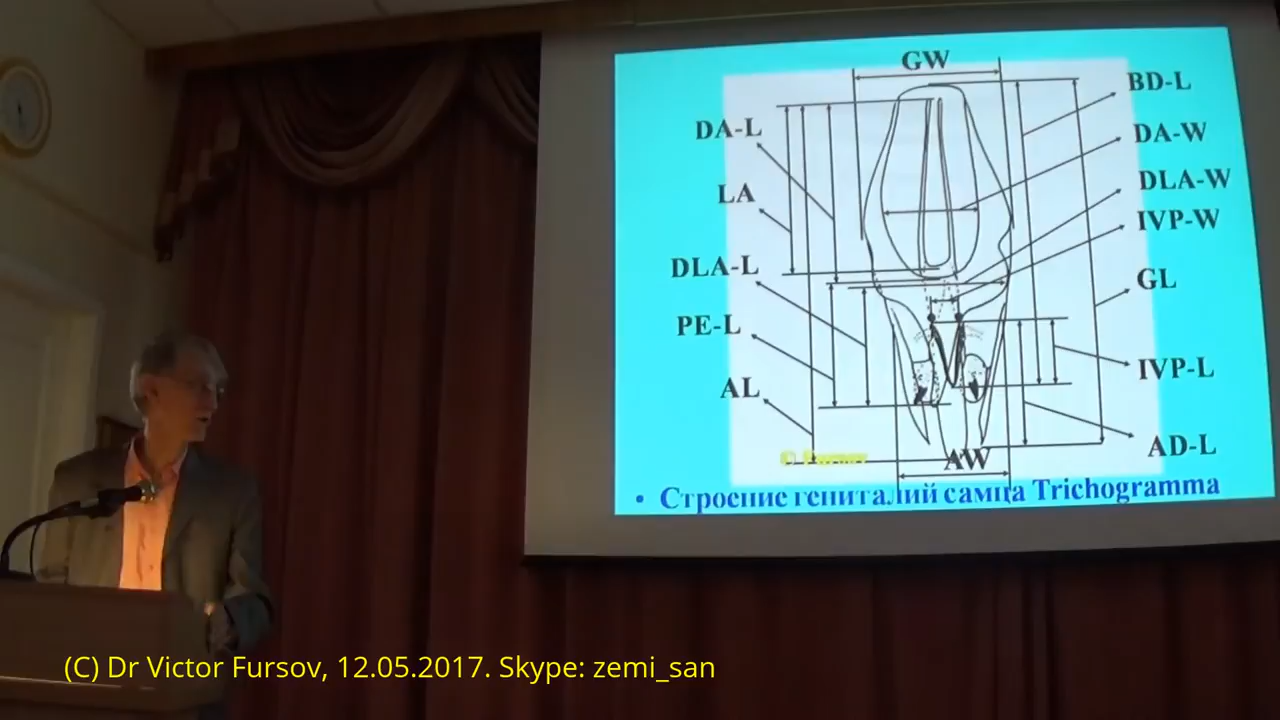 GW
BD-L
DA-L
DA-W
DLA-W
LA
IVP-W
DLA-L
GL
PE-L
IVP-L
AL
AD-L
© Fursov
AW
• Строение гениталий самца Trichogramma
(C) Dr Victor Fursov, 12.05.2017. Skype: zemi_san